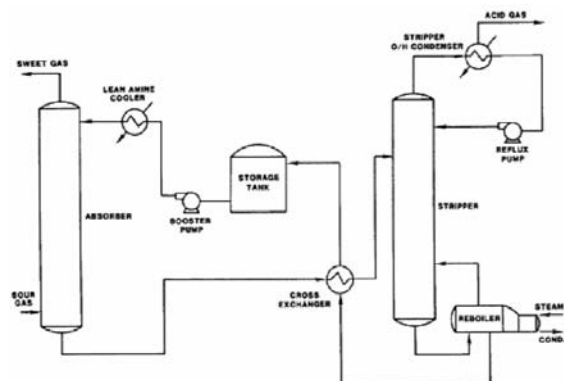 ACID GAS
STRIPPER
O/H CONDENSER
SWEET GAS
LEAN AMINE
COOLER
REFLUX
PUMP
STORAGE
TANK
STRIPPER
ABSORBER
BOOSTER
PUMP
SOUR
GAS
CROSS
EXCHANGER
STEAM
REBOILER
COND